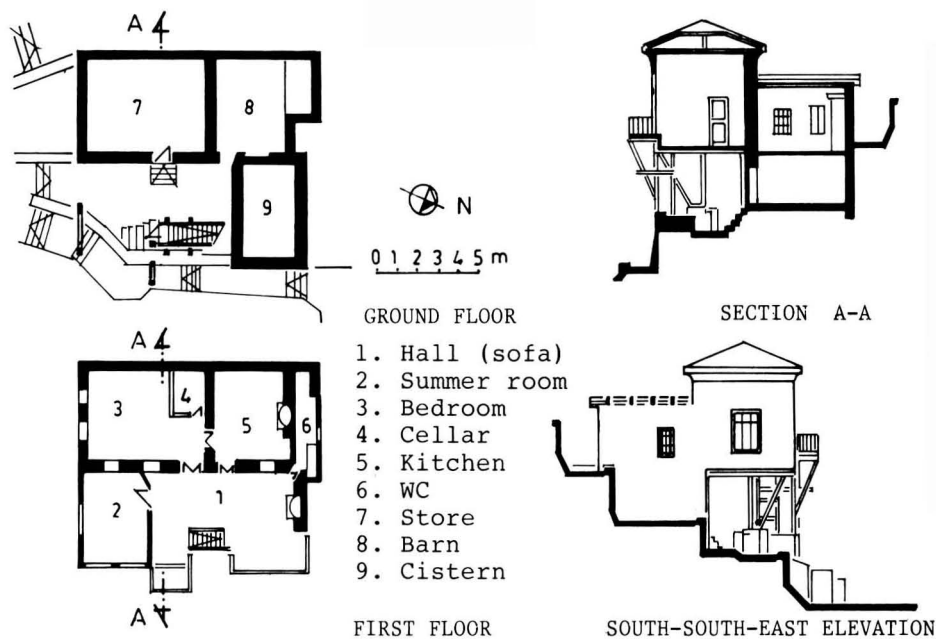 A
7
8
9
N
0 1 2 3 4 5 m
GROUND FLOOR
SECTION A-A
A
3
4
5
6
2
1
A
1. Hall (sofa)
2. Summer room
3. Bedroom
4. Cellar
5. Kitchen
6. WC
7. Store
8. Barn
9. Cistern
FIRST FLOOR
SOUTH-SOUTH-EAST ELEVATION